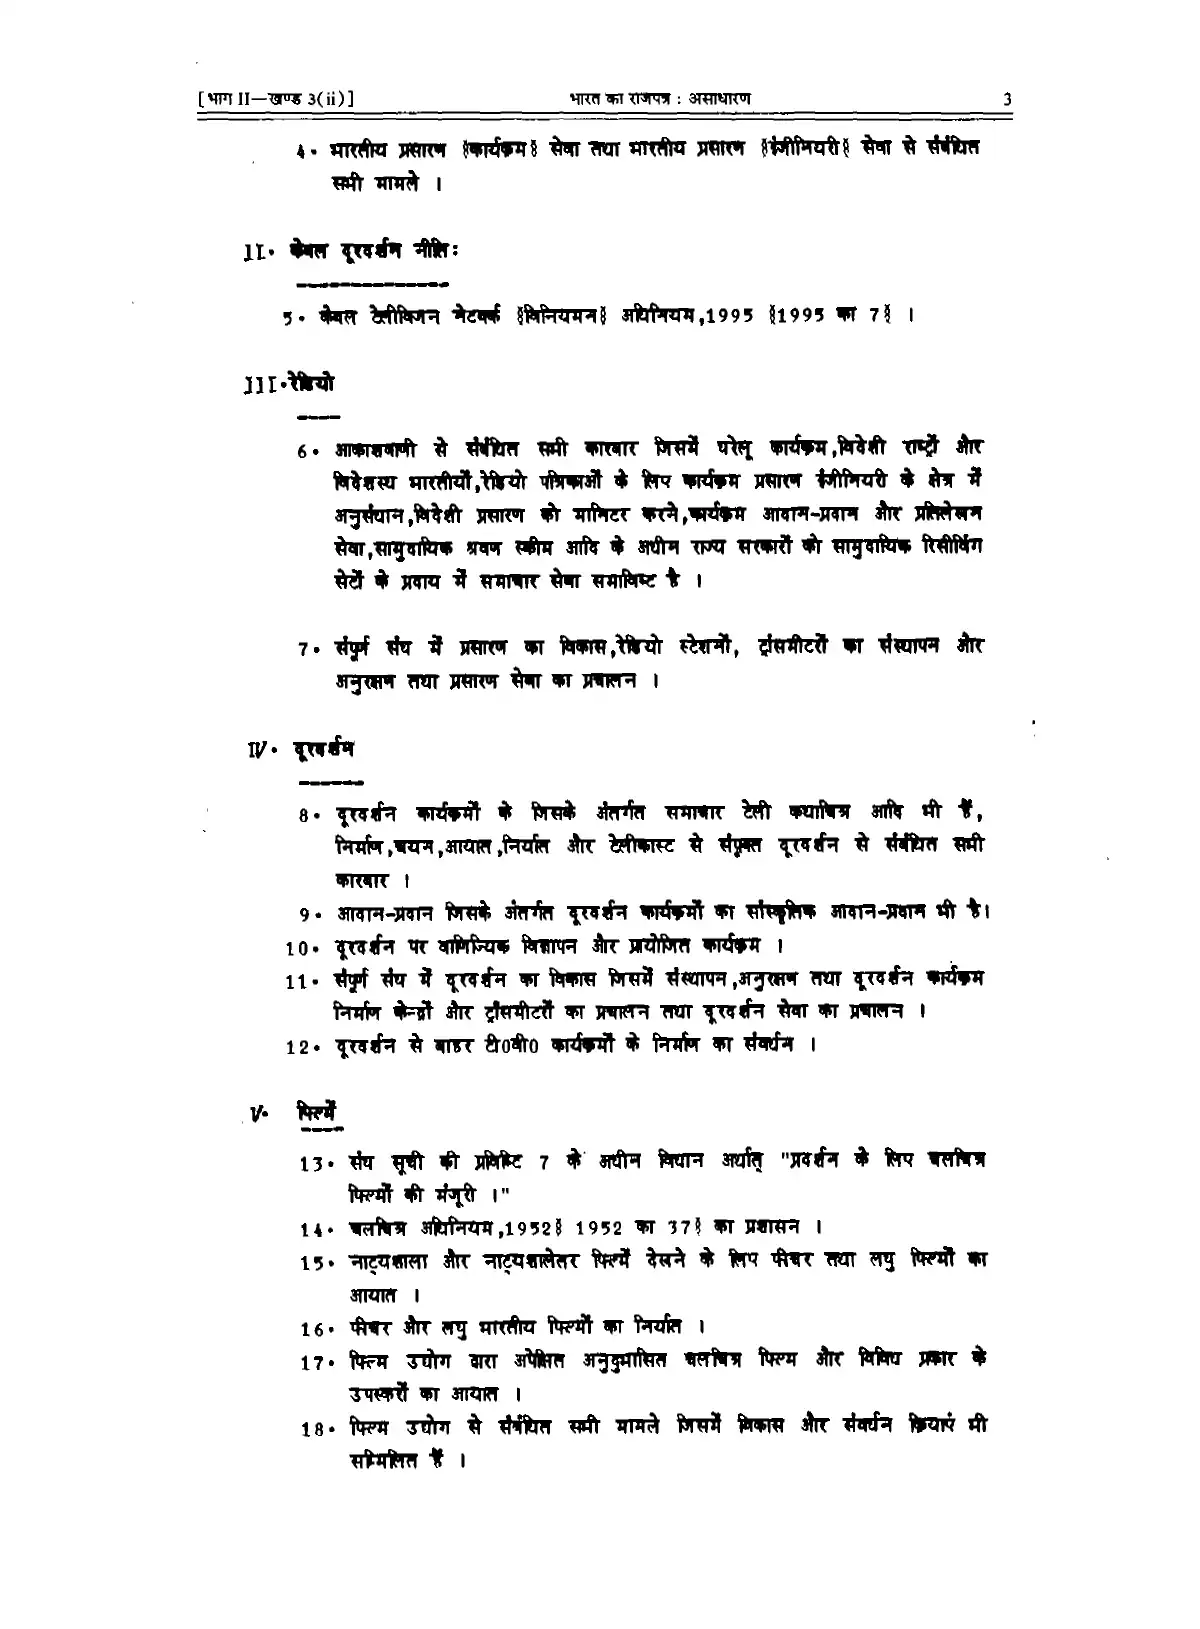 [भाग II—खण्ड 3(ii)] भारत का राजपत्र : असाधारण 3
4. भारतीय प्रसारण {कार्यक्रम} सेवा तथा भारतीय प्रसारण {इंजीनियरी} सेवा से संबंधित
सभी मामले ।
II. केबल दूरदर्शन नीति:
5. केबल टेलीविजन नेटवर्क {विनियमन} अधिनियम,1995 {1995 का 7} ।
III.रेडियो
6. आकाशवाणी से संबंधित सभी कारबार जिसमें घरेलू कार्यक्रम,विदेशी राष्ट्रों और
विदेशस्थ भारतीयों,रेडियो पत्रिकाओं के लिए कार्यक्रम प्रसारण इंजीनियरी के क्षेत्र में
अनुसंधान,विदेशी प्रसारण को मानिटर करने,कार्यक्रम आदान-प्रदान और प्रतिलेखन
सेवा,सामुदायिक श्रवण स्कीम आदि के अधीन राज्य सरकारों को सामुदायिक रिसीविंग
सेटों के प्रदाय में समाचार सेवा समाविष्ट है ।
7. संपूर्ण संघ में प्रसारण का विकास,रेडियो स्टेशनों, ट्रांसमीटरों का संस्थापन और
अनुरक्षण तथा प्रसारण सेवा का प्रचालन ।
IV. दूरदर्शन
8. दूरदर्शन कार्यक्रमों के जिसके अंतर्गत समाचार टेली कथाचित्र आदि भी हैं,
निर्माण,चयन,आयात,निर्यात और टेलीकास्ट से संपृक्त दूरदर्शन से संबंधित सभी
कारबार ।
9. आदान-प्रदान जिसके अंतर्गत दूरदर्शन कार्यक्रमों का सांस्कृतिक आदान-प्रदान भी है।
10. दूरदर्शन पर वाणिज्यिक विज्ञापन और प्रायोजित कार्यक्रम ।
11. संपूर्ण संघ में दूरदर्शन का विकास जिसमें संस्थापन,अनुरक्षण तथा दूरदर्शन कार्यक्रम
निर्माण केन्द्रों और ट्रांसमीटरों का प्रचालन तथा दूरदर्शन सेवा का प्रचालन ।
12. दूरदर्शन से बाहर टी0वी0 कार्यक्रमों के निर्माण का संवर्धन ।
V. फिल्में
13. संघ सूची की प्रविष्टि 7 के अधीन विधान अर्थात् "प्रदर्शन के लिए चलचित्र
फिल्मों की मंजूरी ।"
14. चलचित्र अधिनियम,1952{ 1952 का 37} का प्रशासन ।
15. नाट्यशाला और नाट्यशालेतर फिल्में देखने के लिए फीचर तथा लघु फिल्मों का
आयात ।
16. फीचर और लघु भारतीय फिल्मों का निर्यात ।
17. फिल्म उद्योग द्वारा अपेक्षित अनुदभासित चलचित्र फिल्म और विविध प्रकार के
उपस्करों का आयात ।
18. फिल्म उद्योग से संबंधित सभी मामले जिसमें विकास और संवर्धन क्रियाएं भी
सम्मिलित हैं ।